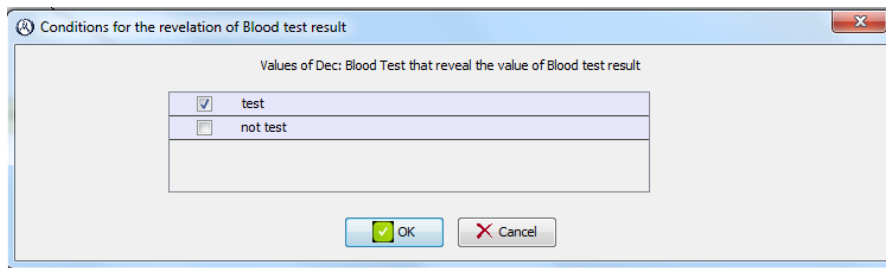 Conditions for the revelation of Blood test result
Values of Dec: Blood Test that reveal the value of Blood test result
test
not test
OK
Cancel